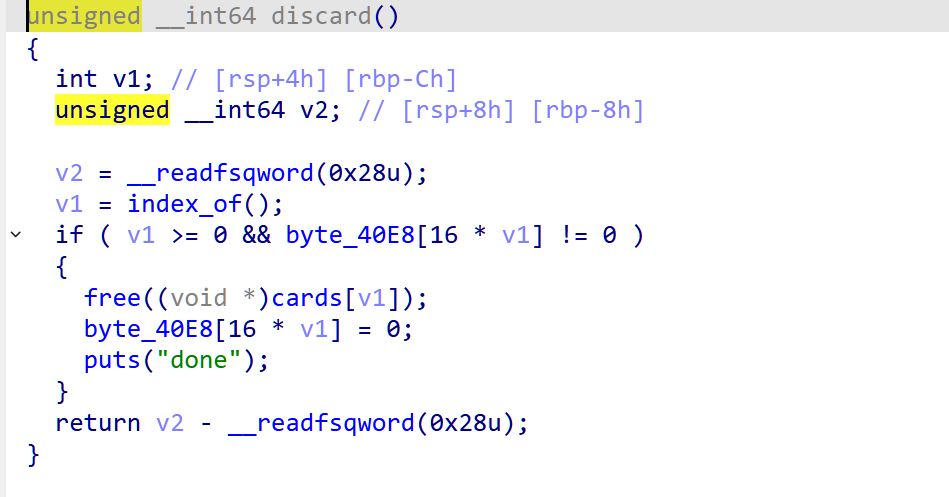 unsigned __int64 discard()
{
  int v1; // [rsp+4h] [rbp-Ch]
  unsigned __int64 v2; // [rsp+8h] [rbp-8h]

  v2 = __readfsqword(0x28u);
  v1 = index_of();
  if ( v1 >= 0 && byte_40E8[16 * v1] != 0 )
  {
    free((void *)cards[v1]);
    byte_40E8[16 * v1] = 0;
    puts("done");
  }
  return v2 - __readfsqword(0x28u);
}